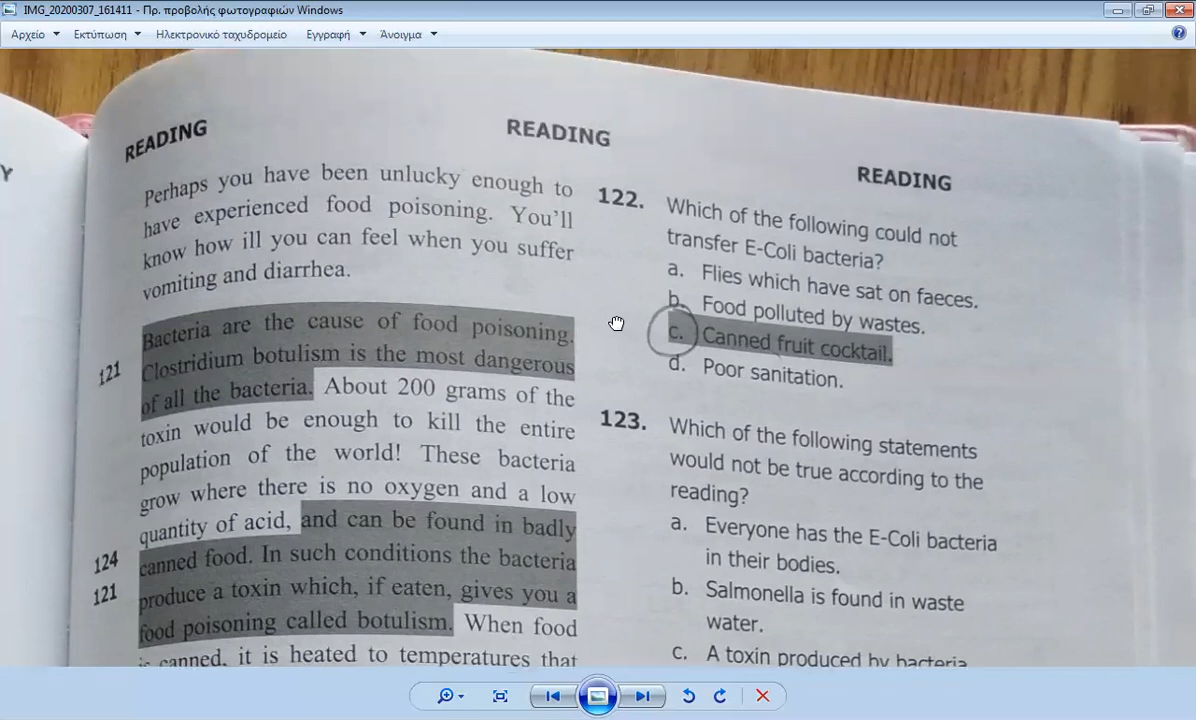 IMG_20200307_161411 - Πρ. προβολής φωτογραφιών Windows
Αρχείο Εκτύπωση Ηλεκτρονικό ταχυδρομείο Εγγραφή Άνοιγμα
Y
READING
Perhaps you have been unlucky enough to
have experienced food poisoning. You'll
know how ill you can feel when you suffer
vomiting and diarrhea.
Bacteria are the cause of food poisoning.
121 Clostridium botulism is the most dangerous
of all the bacteria. About 200 grams of the
toxin would be enough to kill the entire
population of the world! These bacteria
grow where there is no oxygen and a low
quantity of acid, and can be found in badly
124 canned food. In such conditions the bacteria
121 produce a toxin which, if eaten, gives you a
food poisoning called botulism. When food
is canned, it is heated to temperatures that
READING
READING
122. Which of the following could not
transfer E-Coli bacteria?
a. Flies which have sat on faeces.
b. Food polluted by wastes.
c. Canned fruit cocktail.
d. Poor sanitation.
123. Which of the following statements
would not be true according to the
reading?
a. Everyone has the E-Coli bacteria
in their bodies.
b. Salmonella is found in waste
water.
c. A toxin produced by bacteria